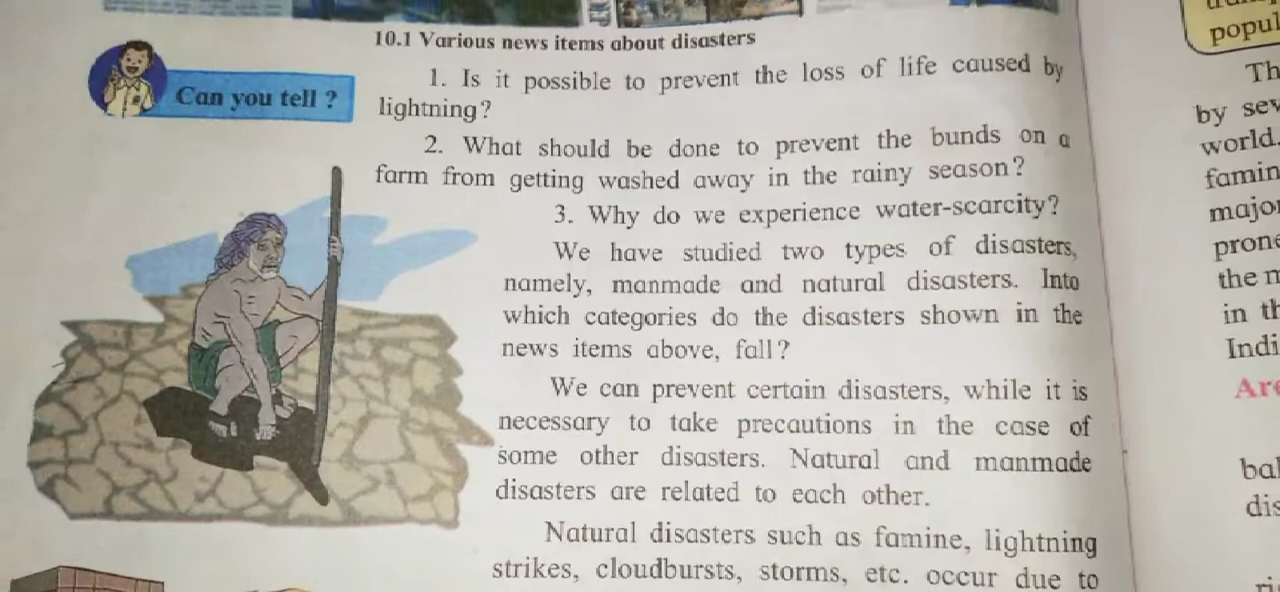 10.1 Various news items about disasters
Can you tell ?
1. Is it possible to prevent the loss of life caused by
lightning?
2. What should be done to prevent the bunds on a
farm from getting washed away in the rainy season?
3. Why do we experience water-scarcity?
We have studied two types of disasters,
namely, manmade and natural disasters. Into
which categories do the disasters shown in the
news items above, fall?
We can prevent certain disasters, while it is
necessary to take precautions in the case of
some other disasters. Natural and manmade
disasters are related to each other.
Natural disasters such as famine, lightning
strikes, cloudbursts, storms, etc. occur due to
popul
Th
by sev
world.
famin
major
prone
the m
in th
Indi
Are
bal
dis